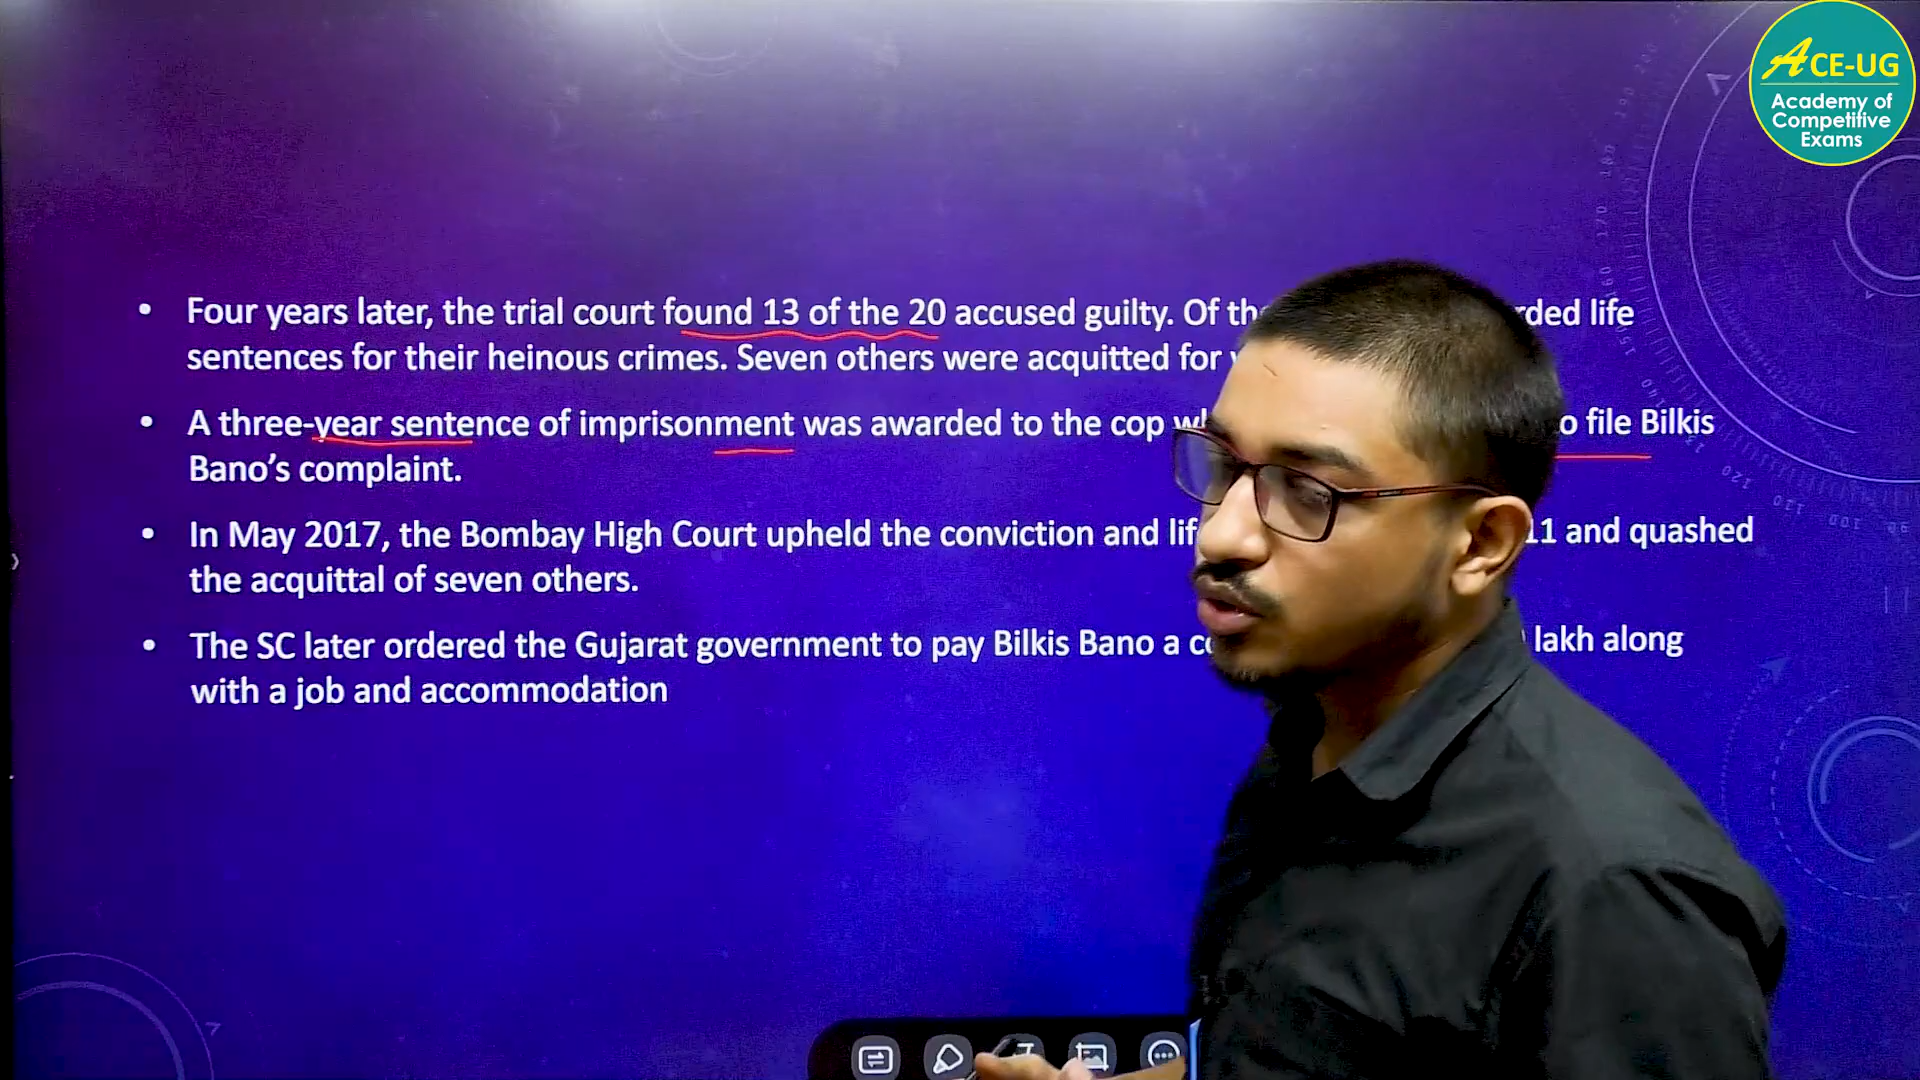 ACE-UG
Academy of
Competitive
Exams
• Four years later, the trial court found 13 of the 20 accused guilty. Of life
sentences for their heinous crimes. Seven others were acquitted for
• A three-year sentence of imprisonment was awarded to the cop file Bilkis
Bano's complaint.
• In May 2017, the Bombay High Court upheld the conviction and 11 and quashed
the acquittal of seven others.
• The SC later ordered the Gujarat government to pay Bilkis Bano a lakh along
with a job and accommodation